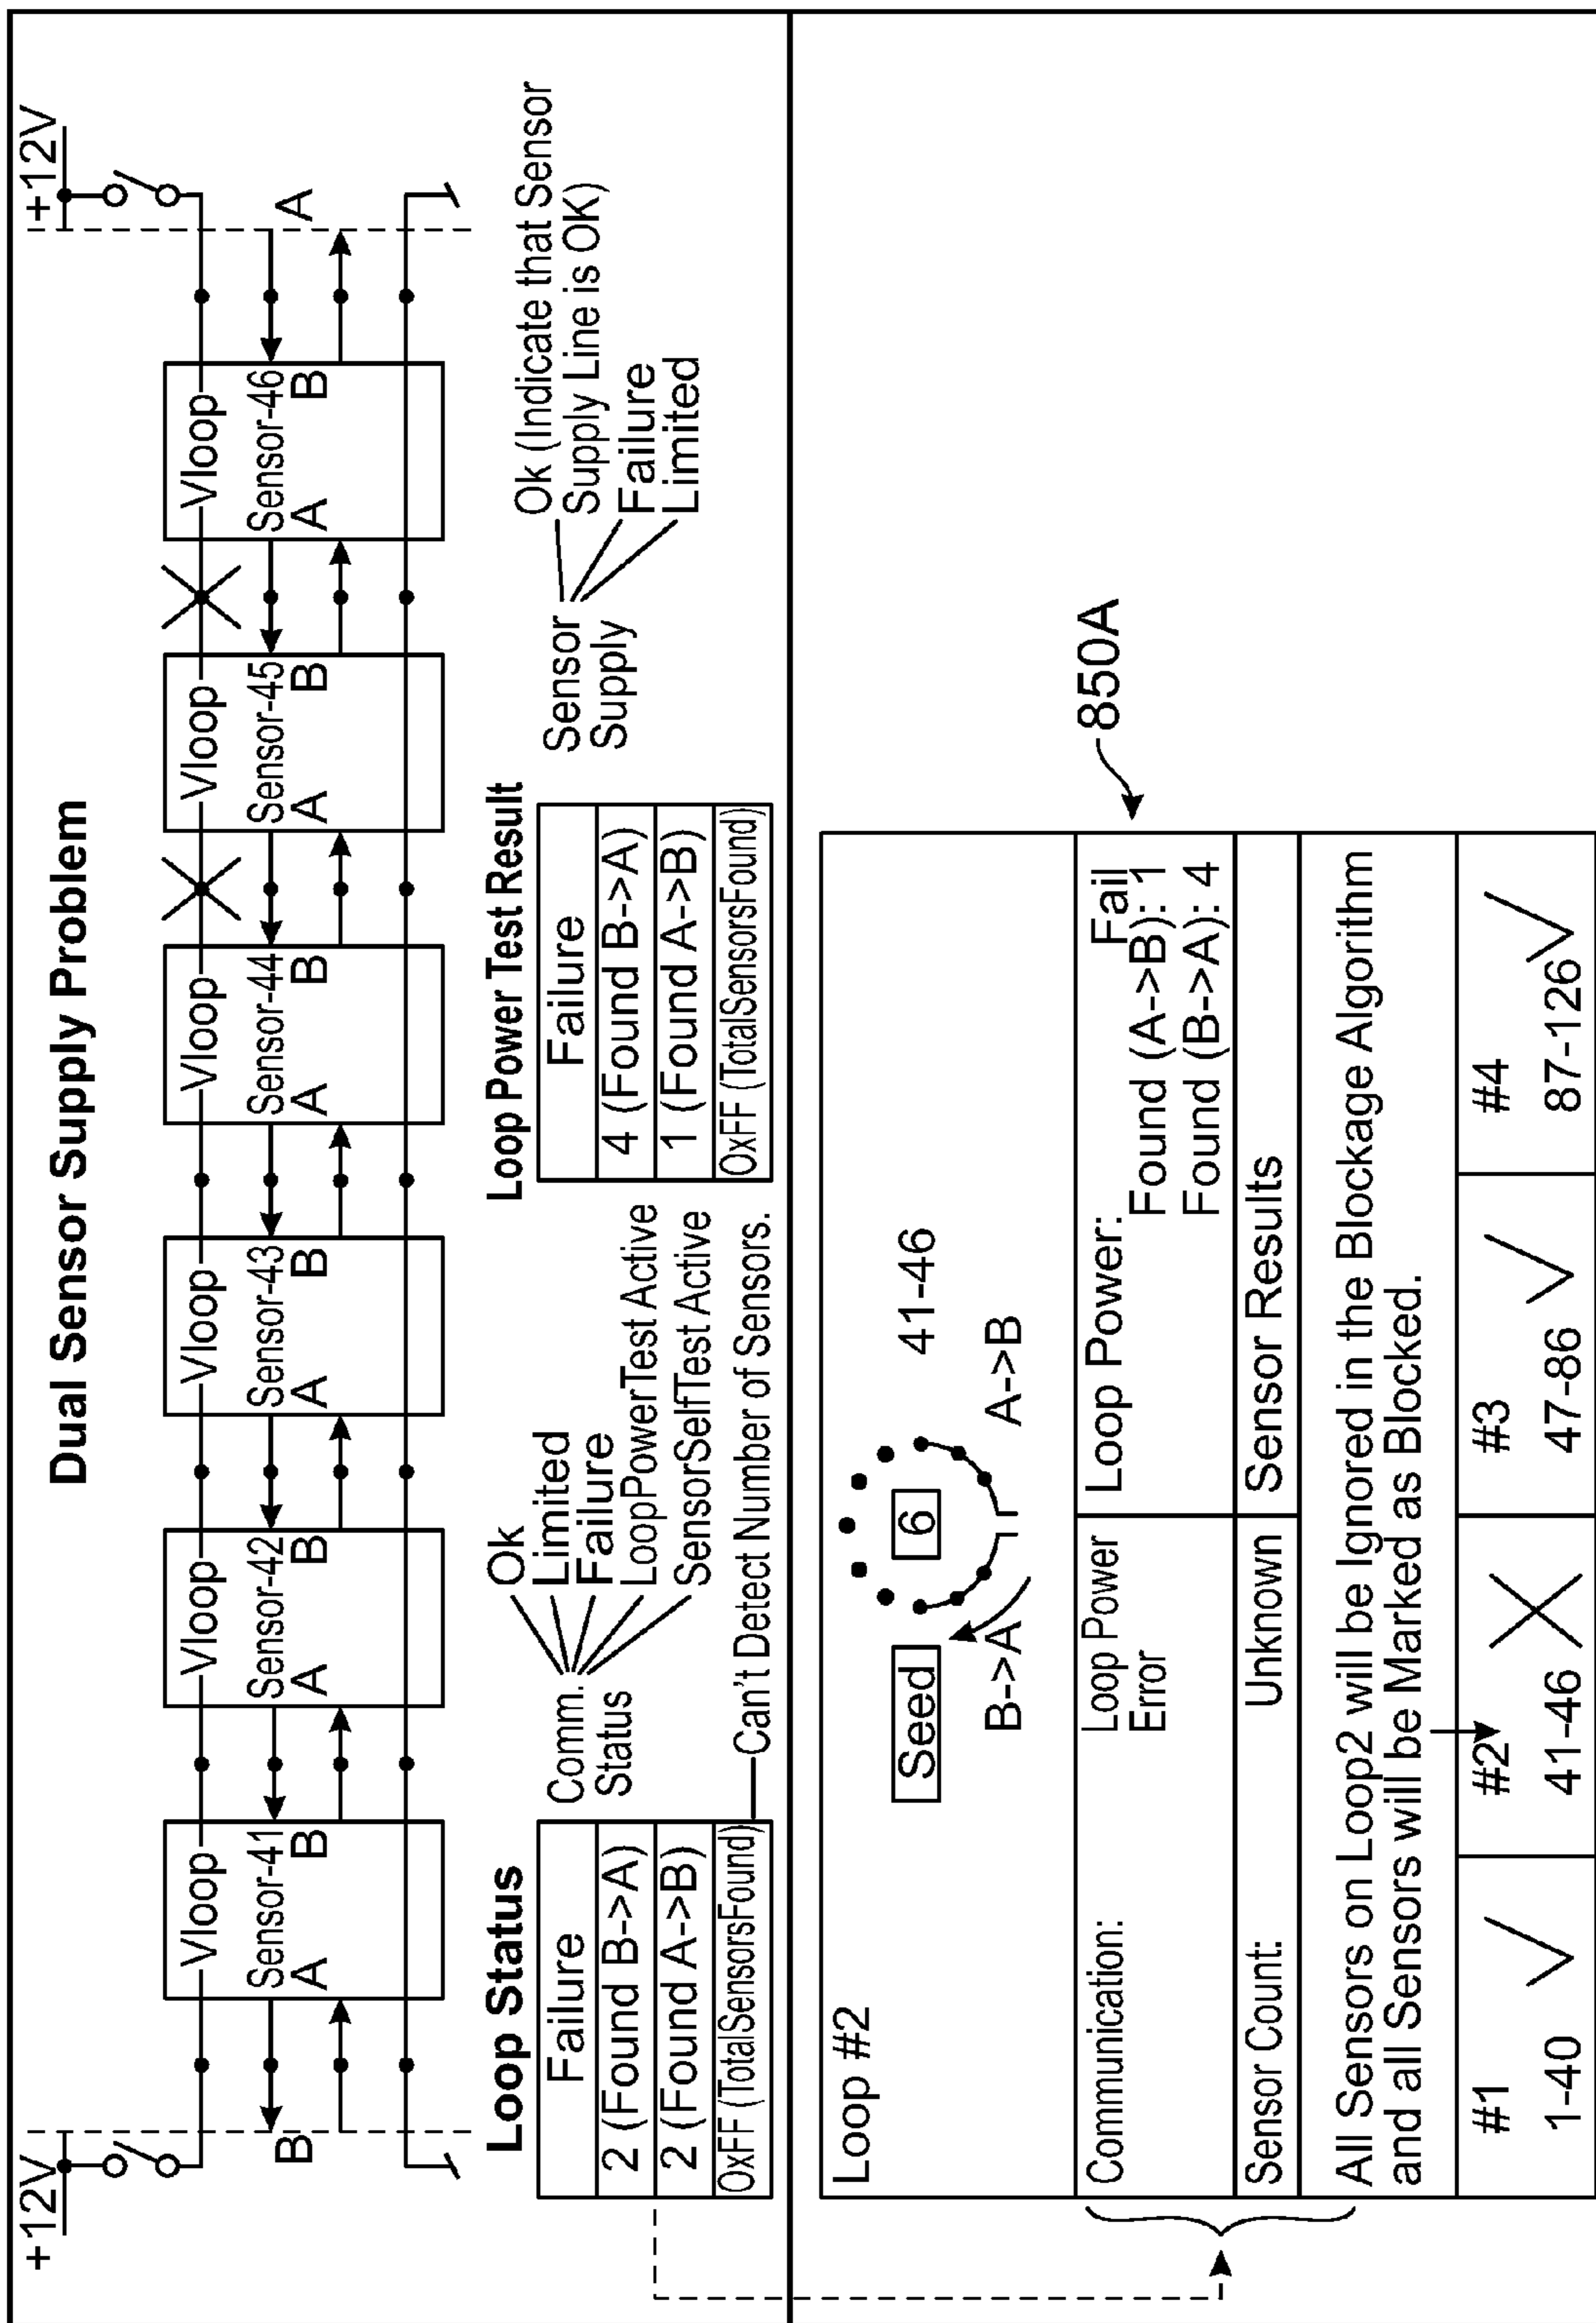 Dual Sensor Supply Problem
+12V
+12V
Vloop
Vloop
Vloop
Vloop
Vloop
Vloop
Sensor-41
Sensor-42
Sensor-43
Sensor-44
Sensor-45
Sensor-46
B
A B
A B
A B
A B
A B
A B
A
Loop Status
Failure
2 (Found B->A)
2 (Found A->B)
OxFF (TotalSensorsFound)
Comm.
Status
Ok
Limited
Failure
LoopPowerTest Active
SensorSelfTest Active
Can't Detect Number of Sensors.
Loop Power Test Result
Failure
4 (Found B->A)
1 (Found A->B)
OxFF (TotalSensorsFound)
Sensor
Supply
Ok (Indicate that Sensor
Supply Line is OK)
Failure
Limited
Loop #2
Seed
6
41-46
B->A
A->B
850A
Communication:
Loop Power
Error
Loop Power:
Fail
Found (A->B): 1
Found (B->A): 4
Sensor Count:
Unknown
Sensor Results
All Sensors on Loop2 will be Ignored in the Blockage Algorithm
and all Sensors will be Marked as Blocked.
#1
1-40
#2
41-46
#3
47-86
#4
87-126